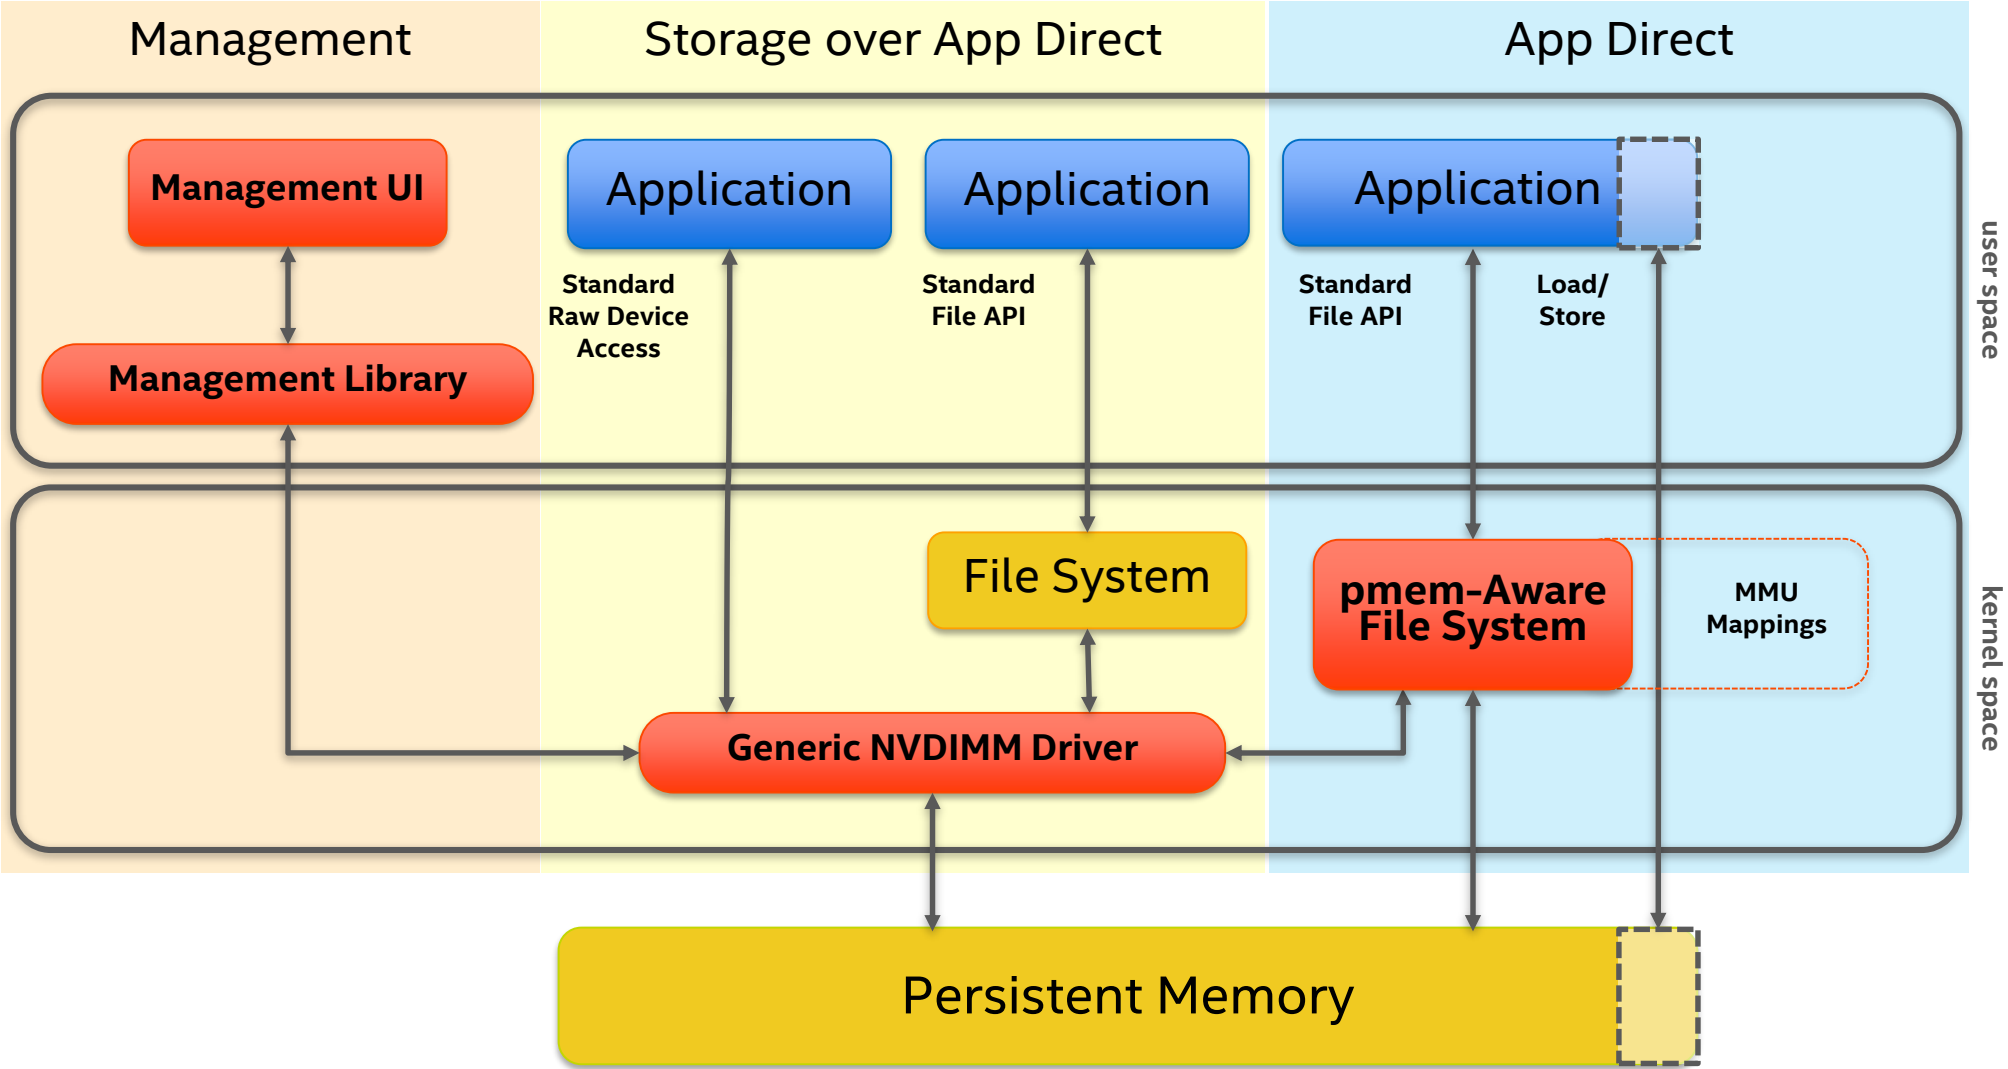 Management
Storage over App Direct
App Direct
Management UI
Application
Application
Application
Standard
Raw Device
Access
Standard
File API
Standard
File API
Load/
Store
user space
Management Library
File System
pmem-Aware
File System
MMU
Mappings
kernel space
Generic NVDIMM Driver
Persistent Memory